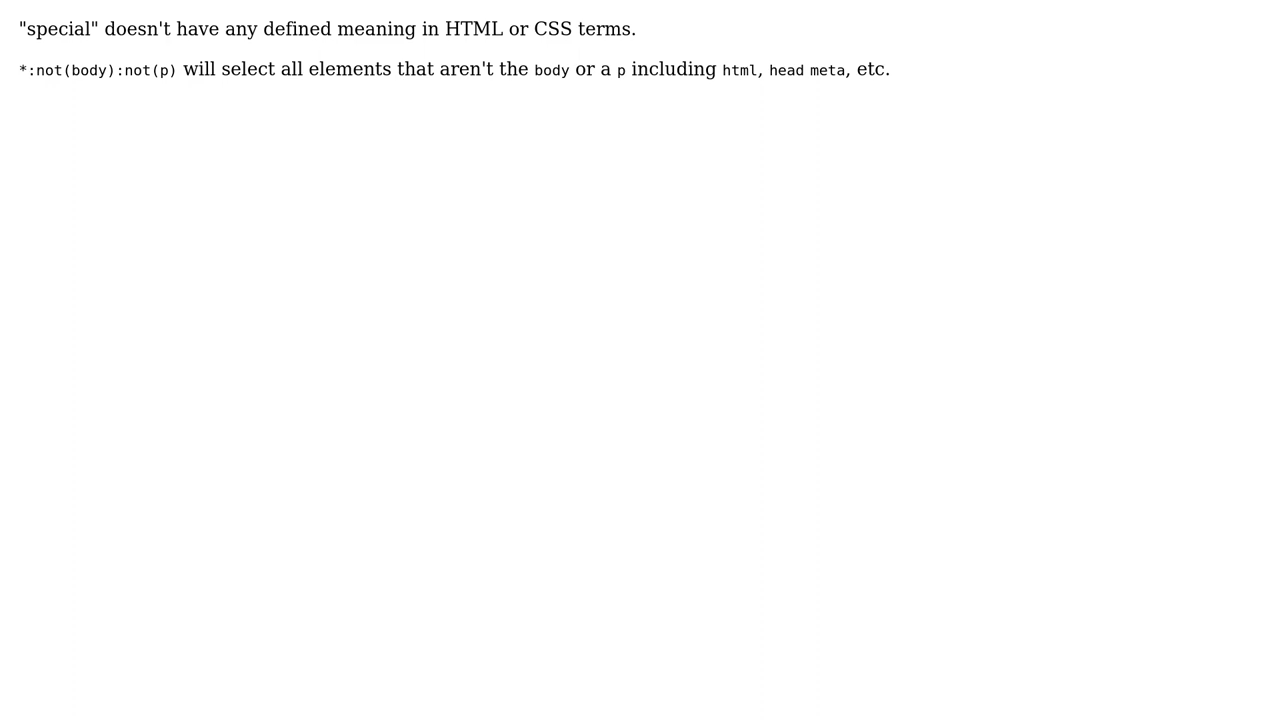 "special" doesn't have any defined meaning in HTML or CSS terms.
*:not(body):not(p) will select all elements that aren't the body or a p including html, head meta, etc.